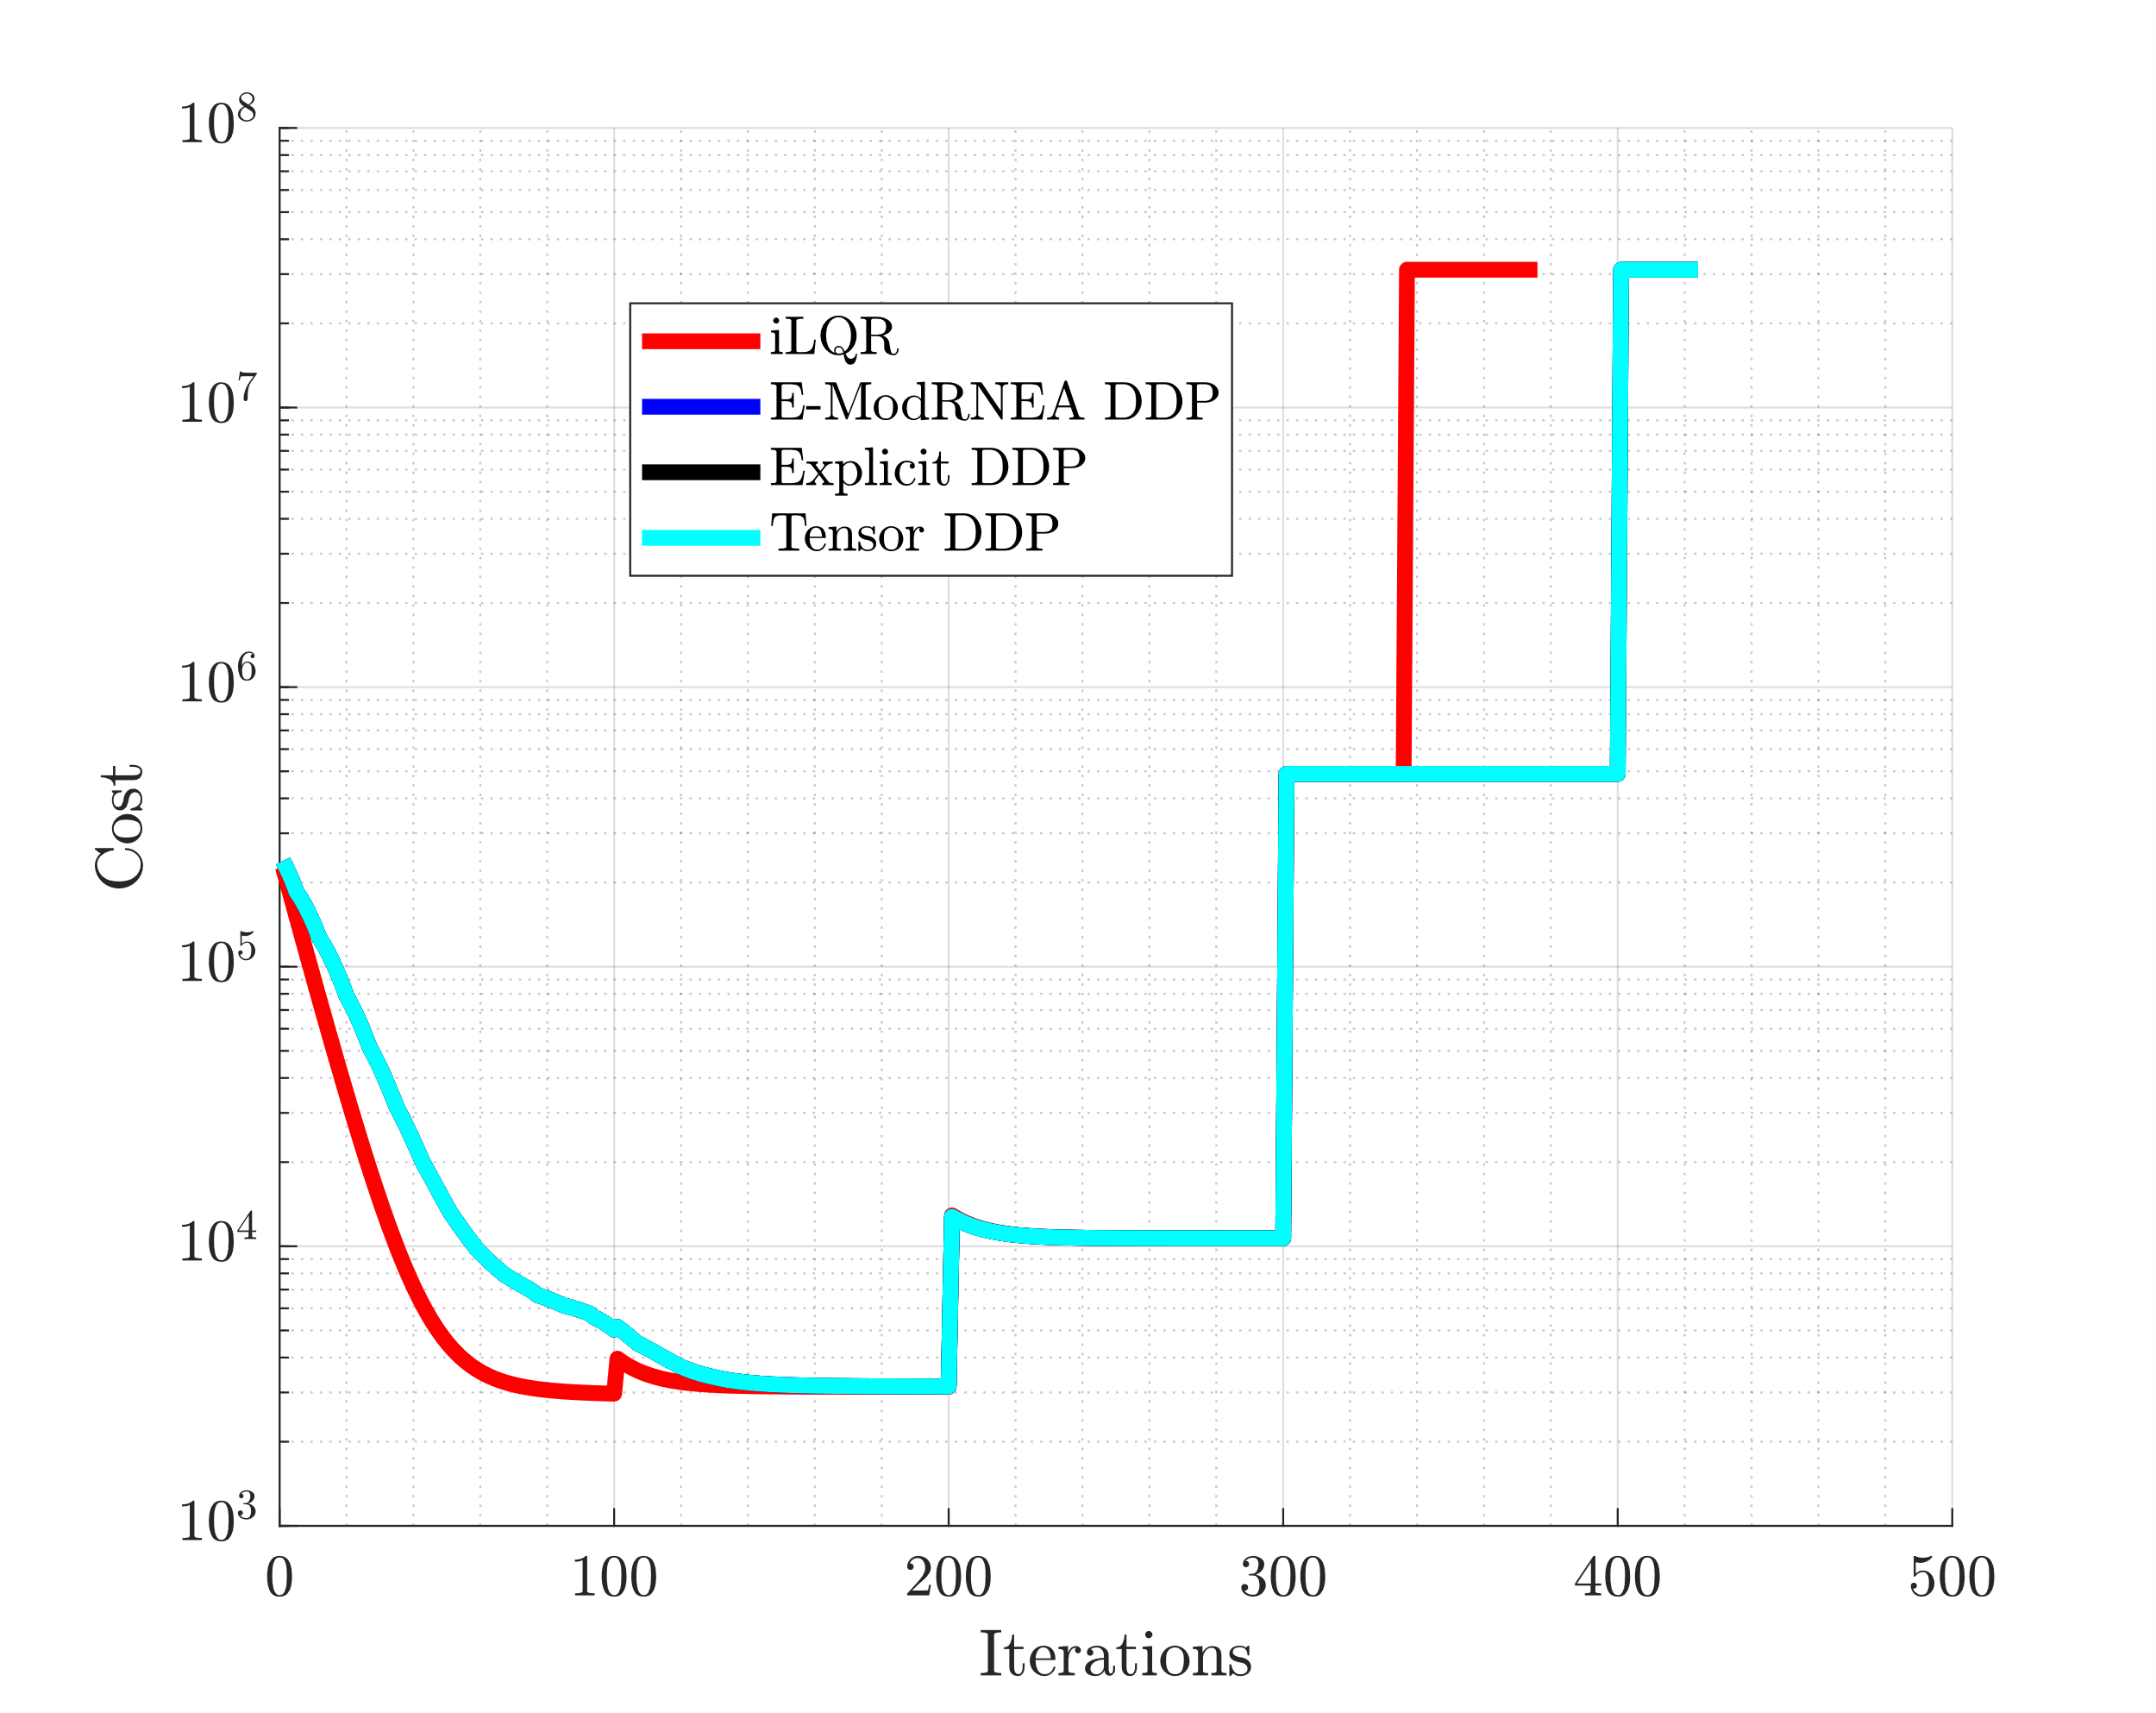 10^8
10^7
10^6
10^5
10^4
10^3
Cost
iLQR
E-ModRNEA DDP
Explicit DDP
Tensor DDP
0 100 200 300 400 500
Iterations